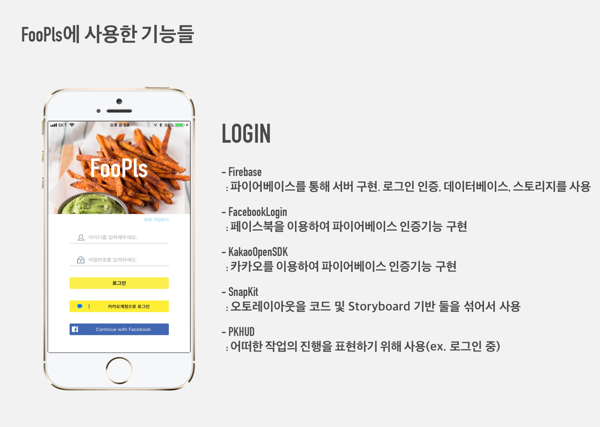 FooPls에 사용한 기능들
SKT
오후 8:59
FooPls
아이디를 입력해주세요.
비밀번호를 입력하세요.
로그인
카카오계정으로 로그인
Continue with Facebook
LOGIN
- Firebase
: 파이어베이스를 통해 서버 구현. 로그인 인증. 데이터베이스. 스토리지를 사용
- FacebookLogin
: 페이스북을 이용하여 파이어베이스 인증기능 구현
- KakaoOpenSDK
: 카카오를 이용하여 파이어베이스 인증기능 구현
- SnapKit
: 오토레이아웃을 코드 및 Storyboard 기반 둘을 섞어서 사용
- PKHUD
: 어떠한 작업의 진행을 표현하기 위해 사용(ex. 로그인 중)